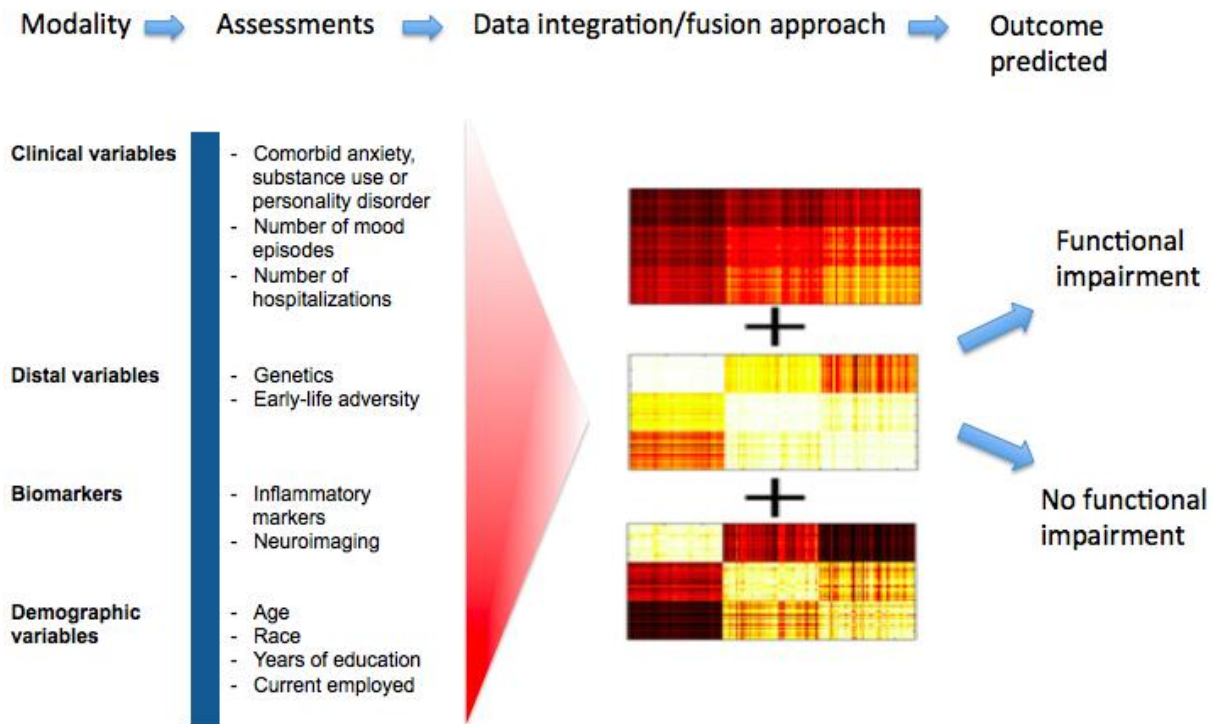 Modality
Assessments
Data integration/fusion approach
Outcome
predicted
Clinical variables
- Comorbid anxiety,
substance use or
personality disorder
- Number of mood
episodes
- Number of
hospitalizations
Distal variables
- Genetics
- Early-life adversity
Biomarkers
- Inflammatory
markers
- Neuroimaging
Demographic
variables
- Age
- Race
- Years of education
- Current employed
+
+
Functional
impairment
No functional
impairment